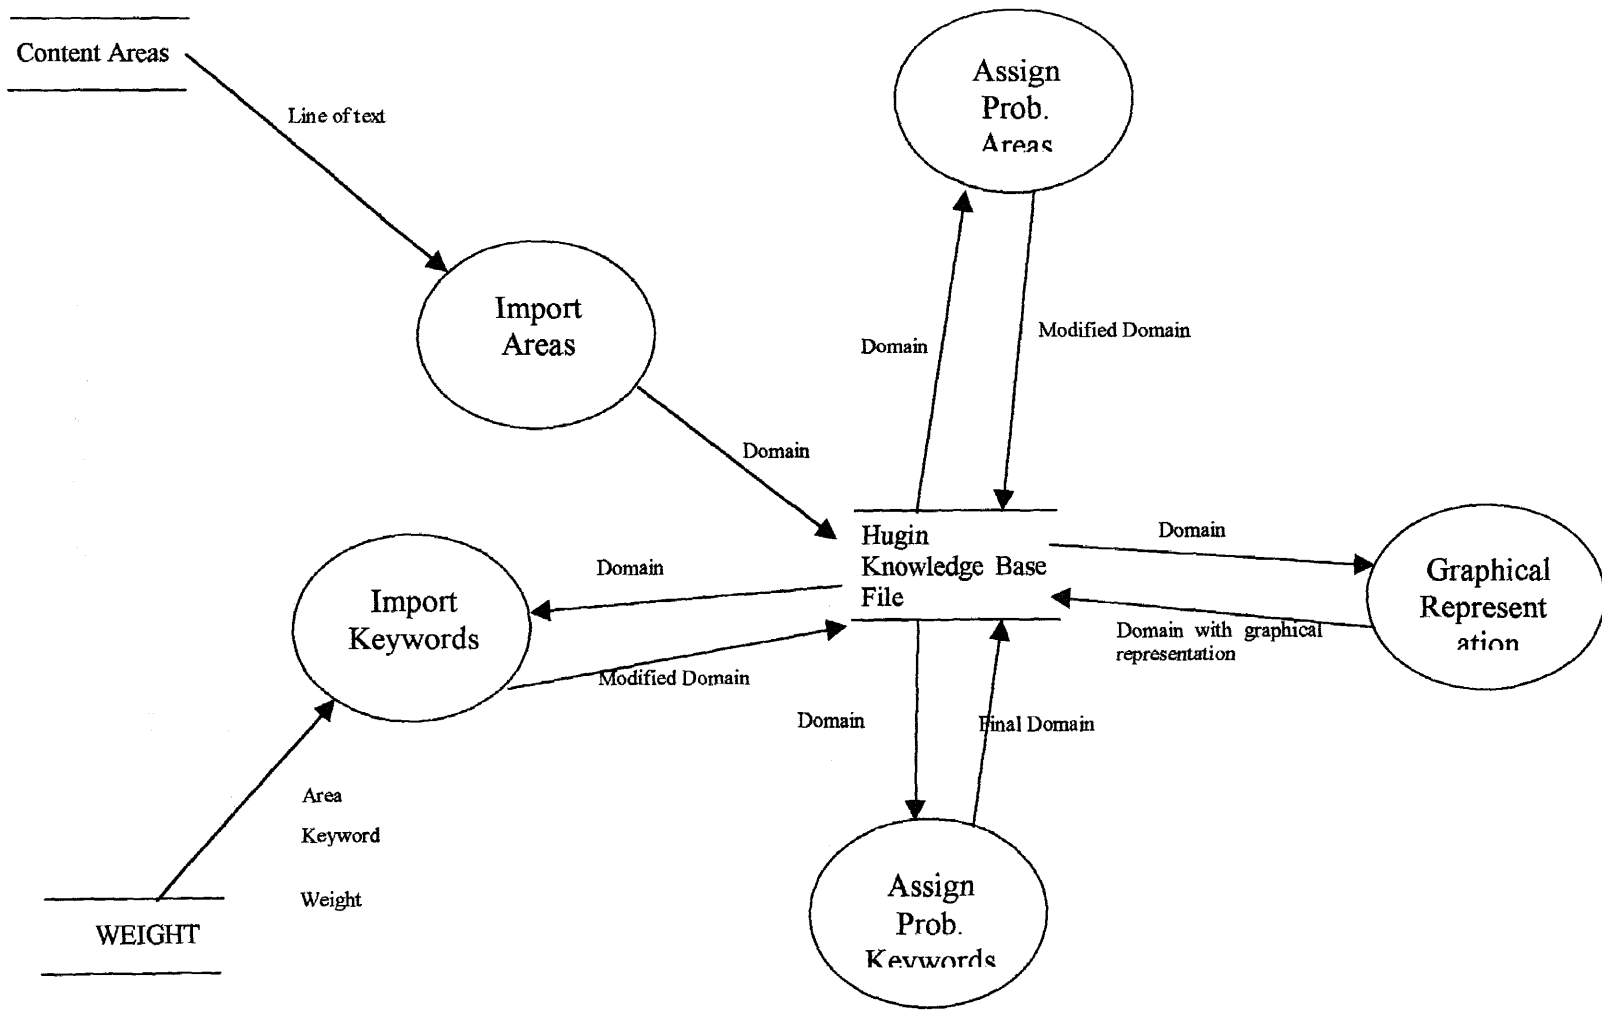 Content Areas
Line of text
Assign
Prob.
Areas
Import
Areas
Domain
Modified Domain
Domain
Hugin
Knowledge Base
File
Domain
Graphical
Represent
ation
Domain with graphical
representation
Domain
Import
Keywords
Modified Domain
Domain
Final Domain
Area
Keyword
Weight
WEIGHT
Assign
Prob.
Keywords